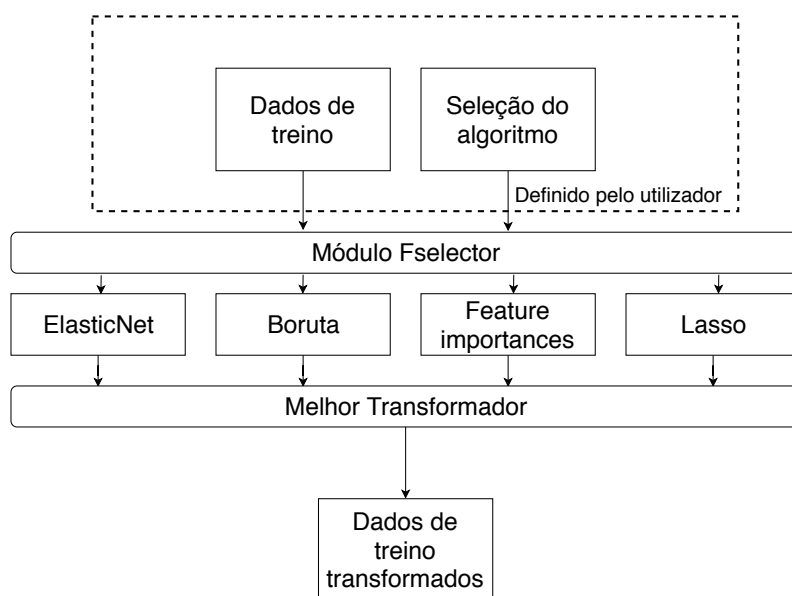 Dados de
treino
Seleção do
algoritmo
Definido pelo utilizador
Módulo Fselector
ElasticNet
Boruta
Feature
importances
Lasso
Melhor Transformador
Dados de
treino
transformados